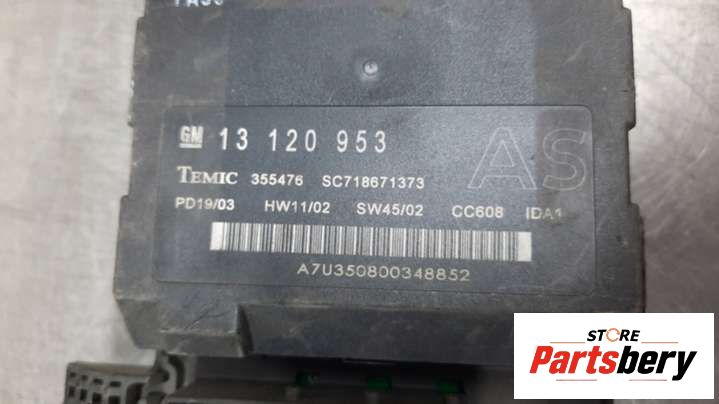 GM 13 120 953
AS
TEMIC 355476 SC718671373
PD19/03 HW11/02 SW45/02 CC608 IDA1
A7U350800348852
STORE
Partsbery